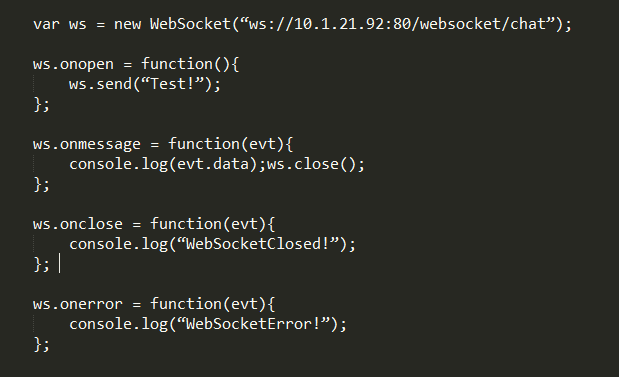 var ws = new WebSocket(“ws://10.1.21.92:80/websocket/chat”);
ws.onopen = function(){
ws.send(“Test!”);
};
ws.onmessage = function(evt){
console.log(evt.data);ws.close();
};
ws.onclose = function(evt){
console.log(“WebSocketClosed!”);
};
ws.onerror = function(evt){
console.log(“WebSocketError!”);
};